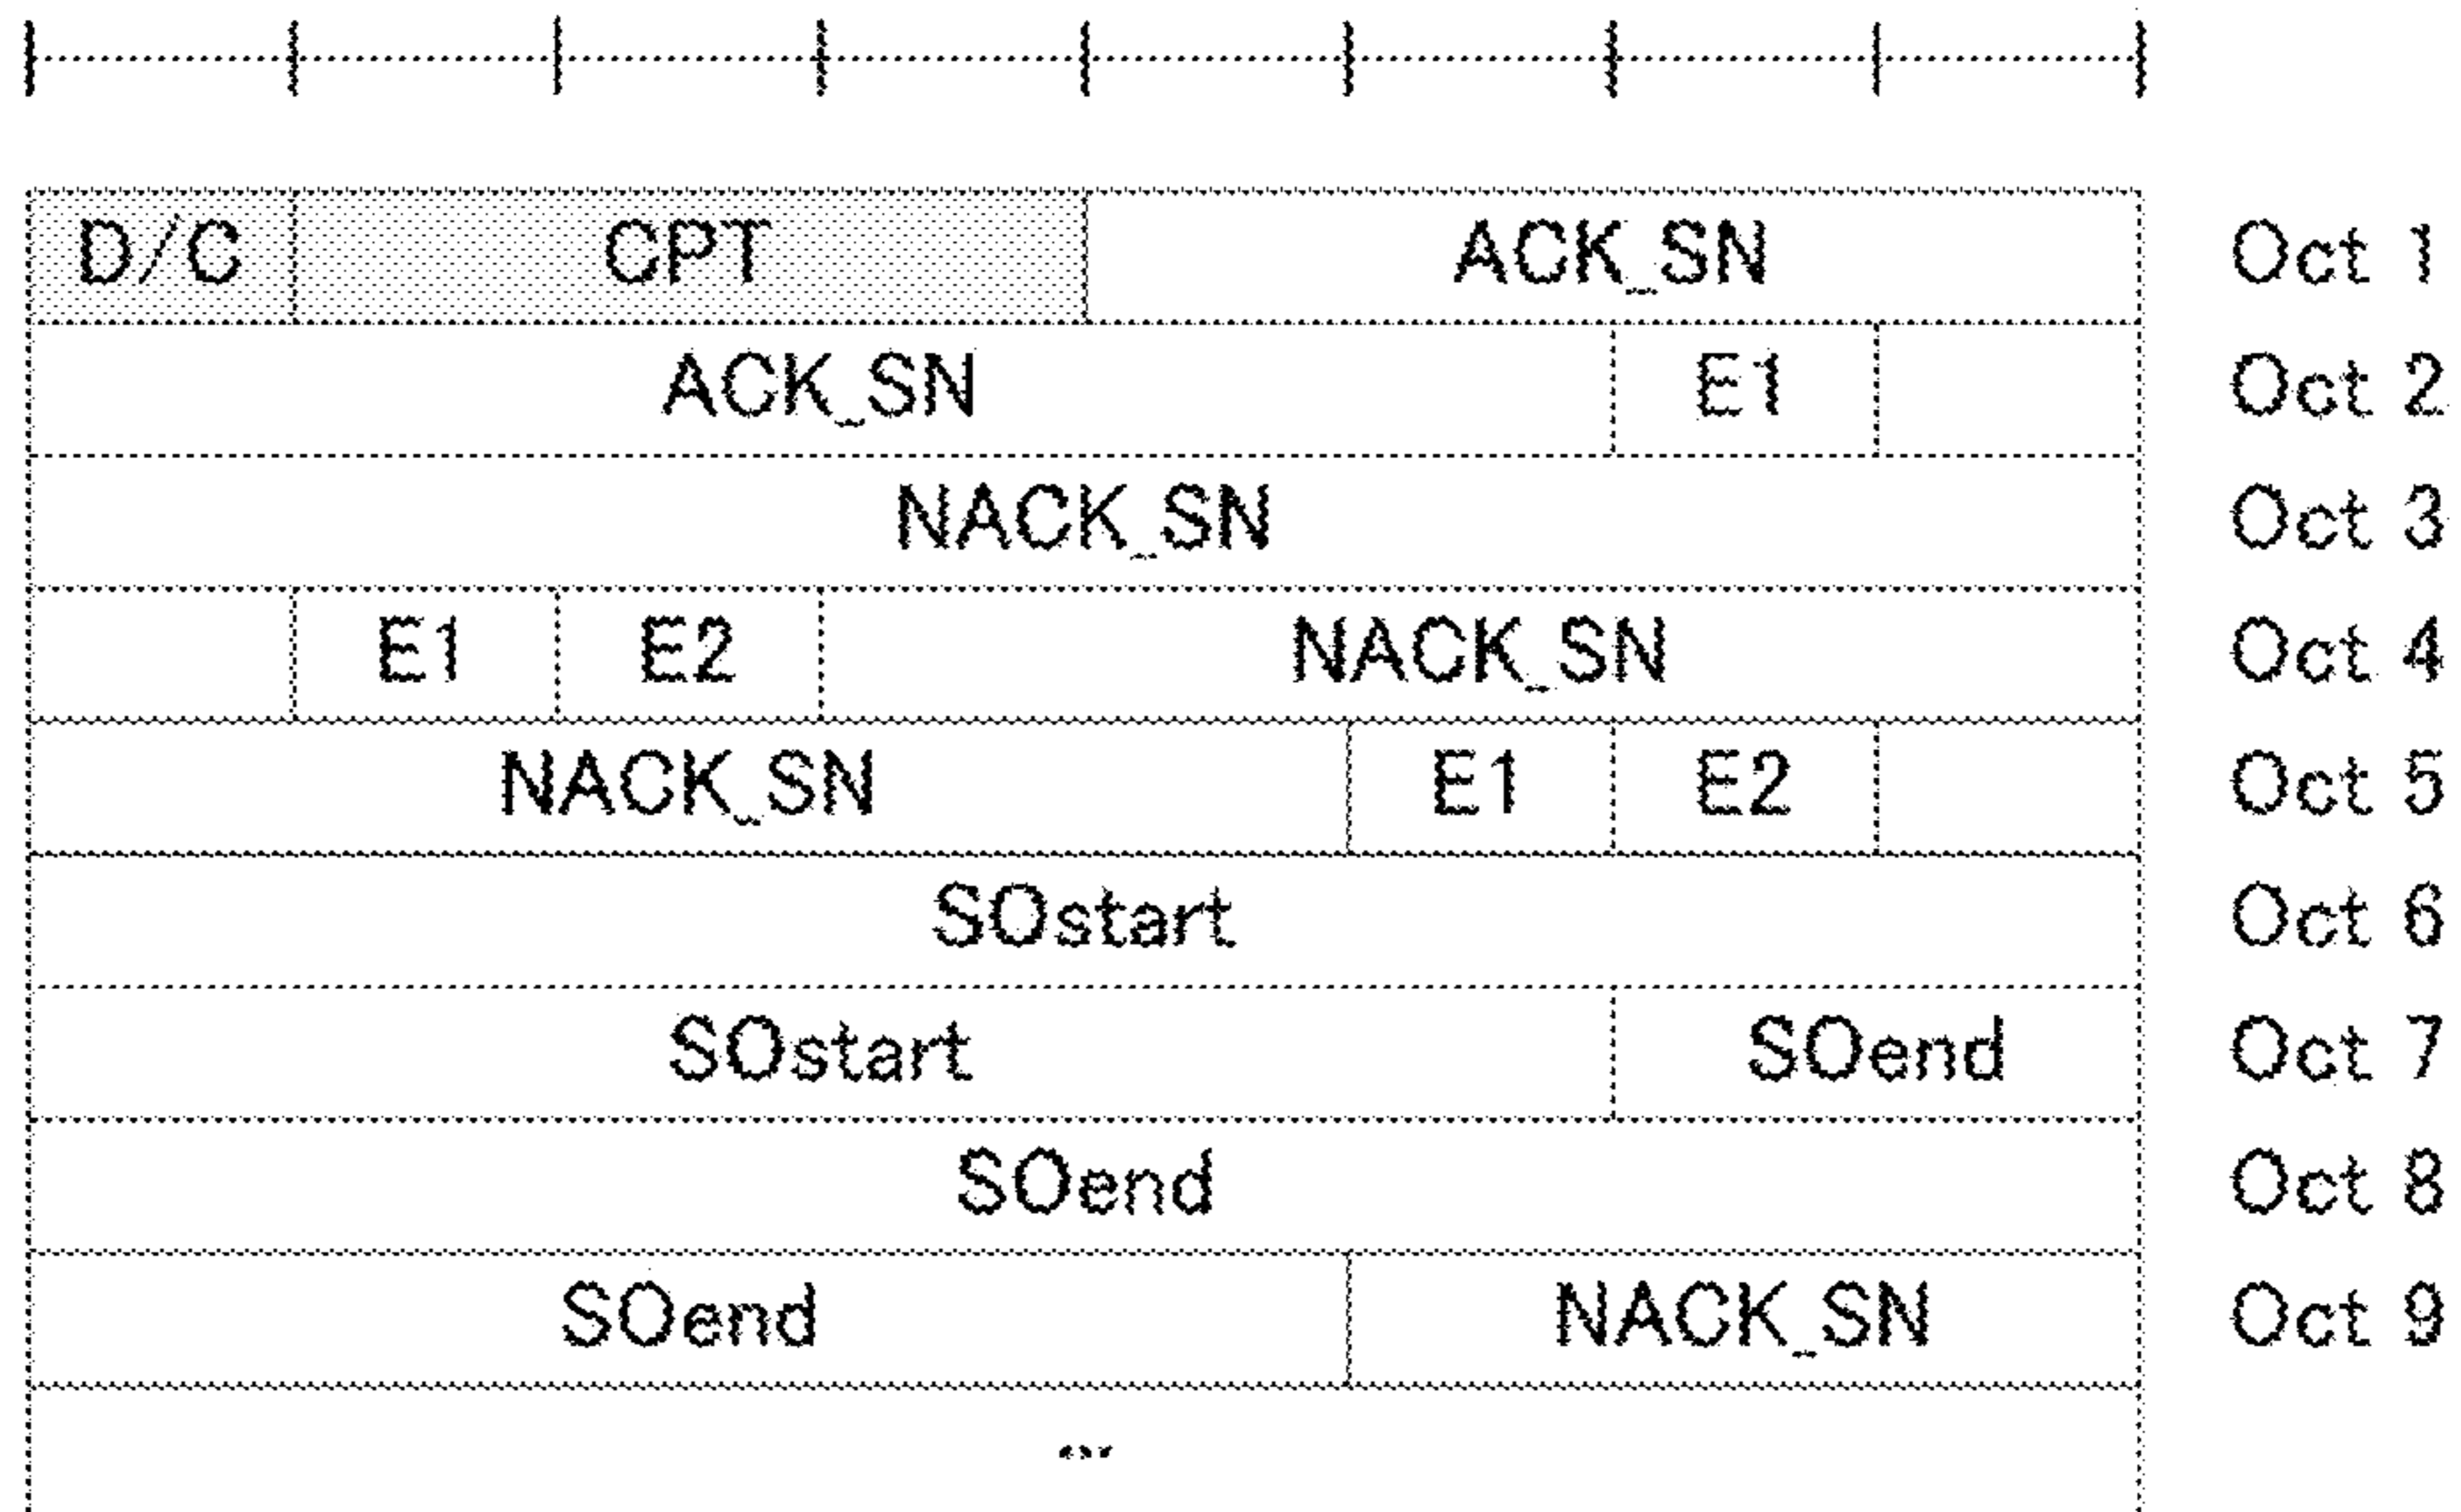 D/C CPT ACK_SN Oct 1
ACK_SN E1 Oct 2
NACK_SN Oct 3
E1 E2 NACK_SN Oct 4
NACK_SN E1 E2 Oct 5
SOstart Oct 6
SOstart SOend Oct 7
SOend Oct 8
SOend NACK_SN Oct 9
...